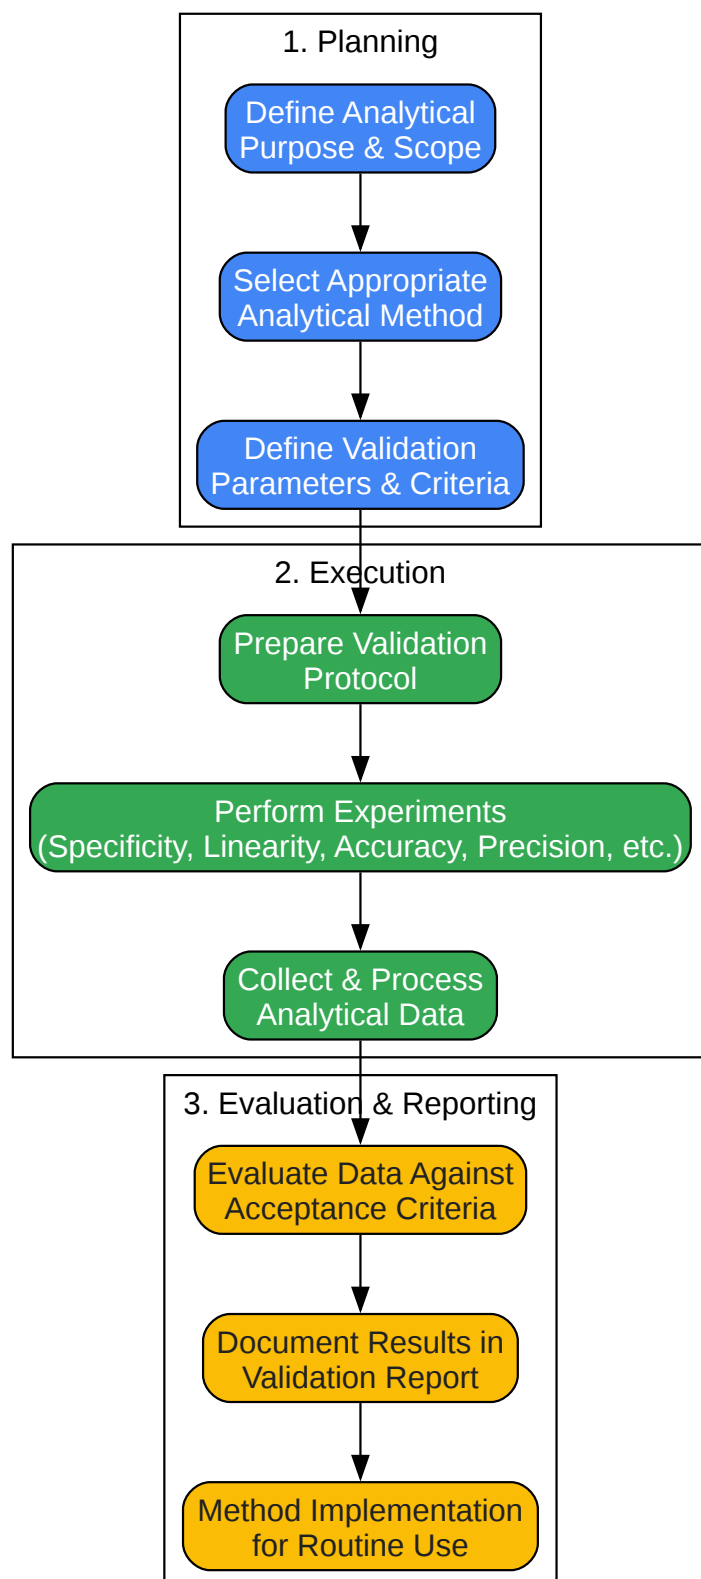 1. Planning
Define Analytical
Purpose & Scope
Select Appropriate
Analytical Method
Define Validation
Parameters & Criteria
2. Execution
Prepare Validation
Protocol
Perform Experiments
(Specificity, Linearity, Accuracy, Precision, etc.)
Collect & Process
Analytical Data
3. Evaluation & Reporting
Evaluate Data Against
Acceptance Criteria
Document Results in
Validation Report
Method Implementation
for Routine Use